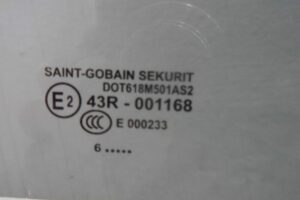 SAINT-GOBAIN SEKURIT
DOT618M501AS2
E2 43R - 001168
CCC E 000233
6 .....